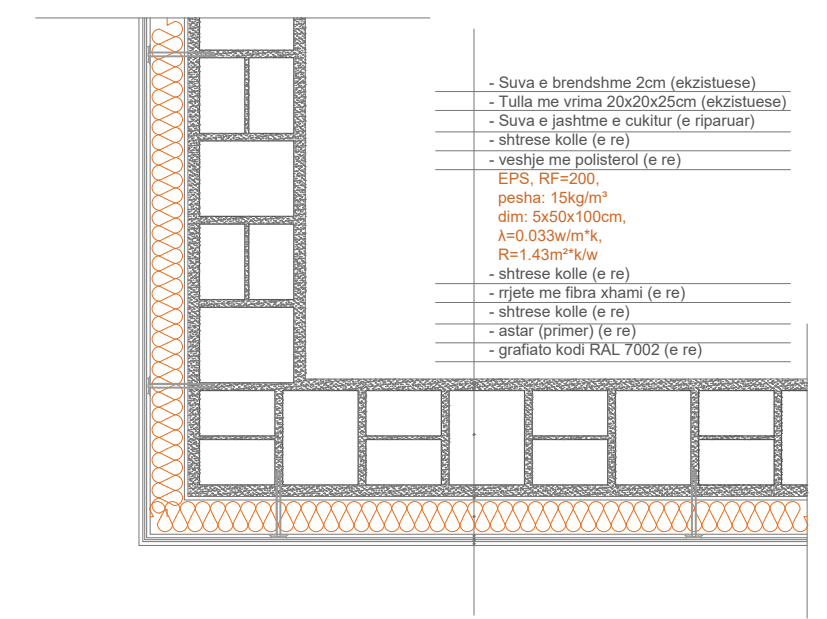 - Suva e brendshme 2cm (ekzistuese)
- Tulla me vrima 20x20x25cm (ekzistuese)
- Suva e jashtme e cukitur (e riparuar)
- shtrese kolle (e re)
- veshje me polisterol (e re)
EPS, RF=200,
pesha: 15kg/m³
dim: 5x50x100cm,
λ=0.033w/m*k,
R=1.43m²*k/w
- shtrese kolle (e re)
- rrjete me fibra xhami (e re)
- shtrese kolle (e re)
- astar (primer) (e re)
- grafiato kodi RAL 7002 (e re)